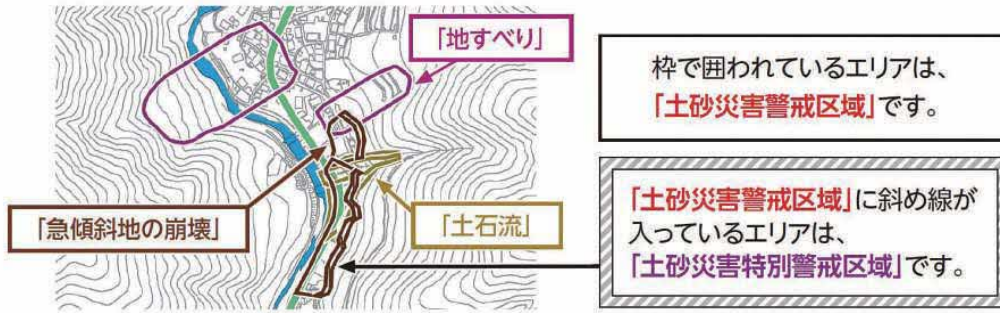 「地すべり」
「急傾斜地の崩壊」
「土石流」
枠で囲われているエリアは、
「土砂災害警戒区域」です。
「土砂災害警戒区域」に斜め線が
入っているエリアは、
「土砂災害特別警戒区域」です。